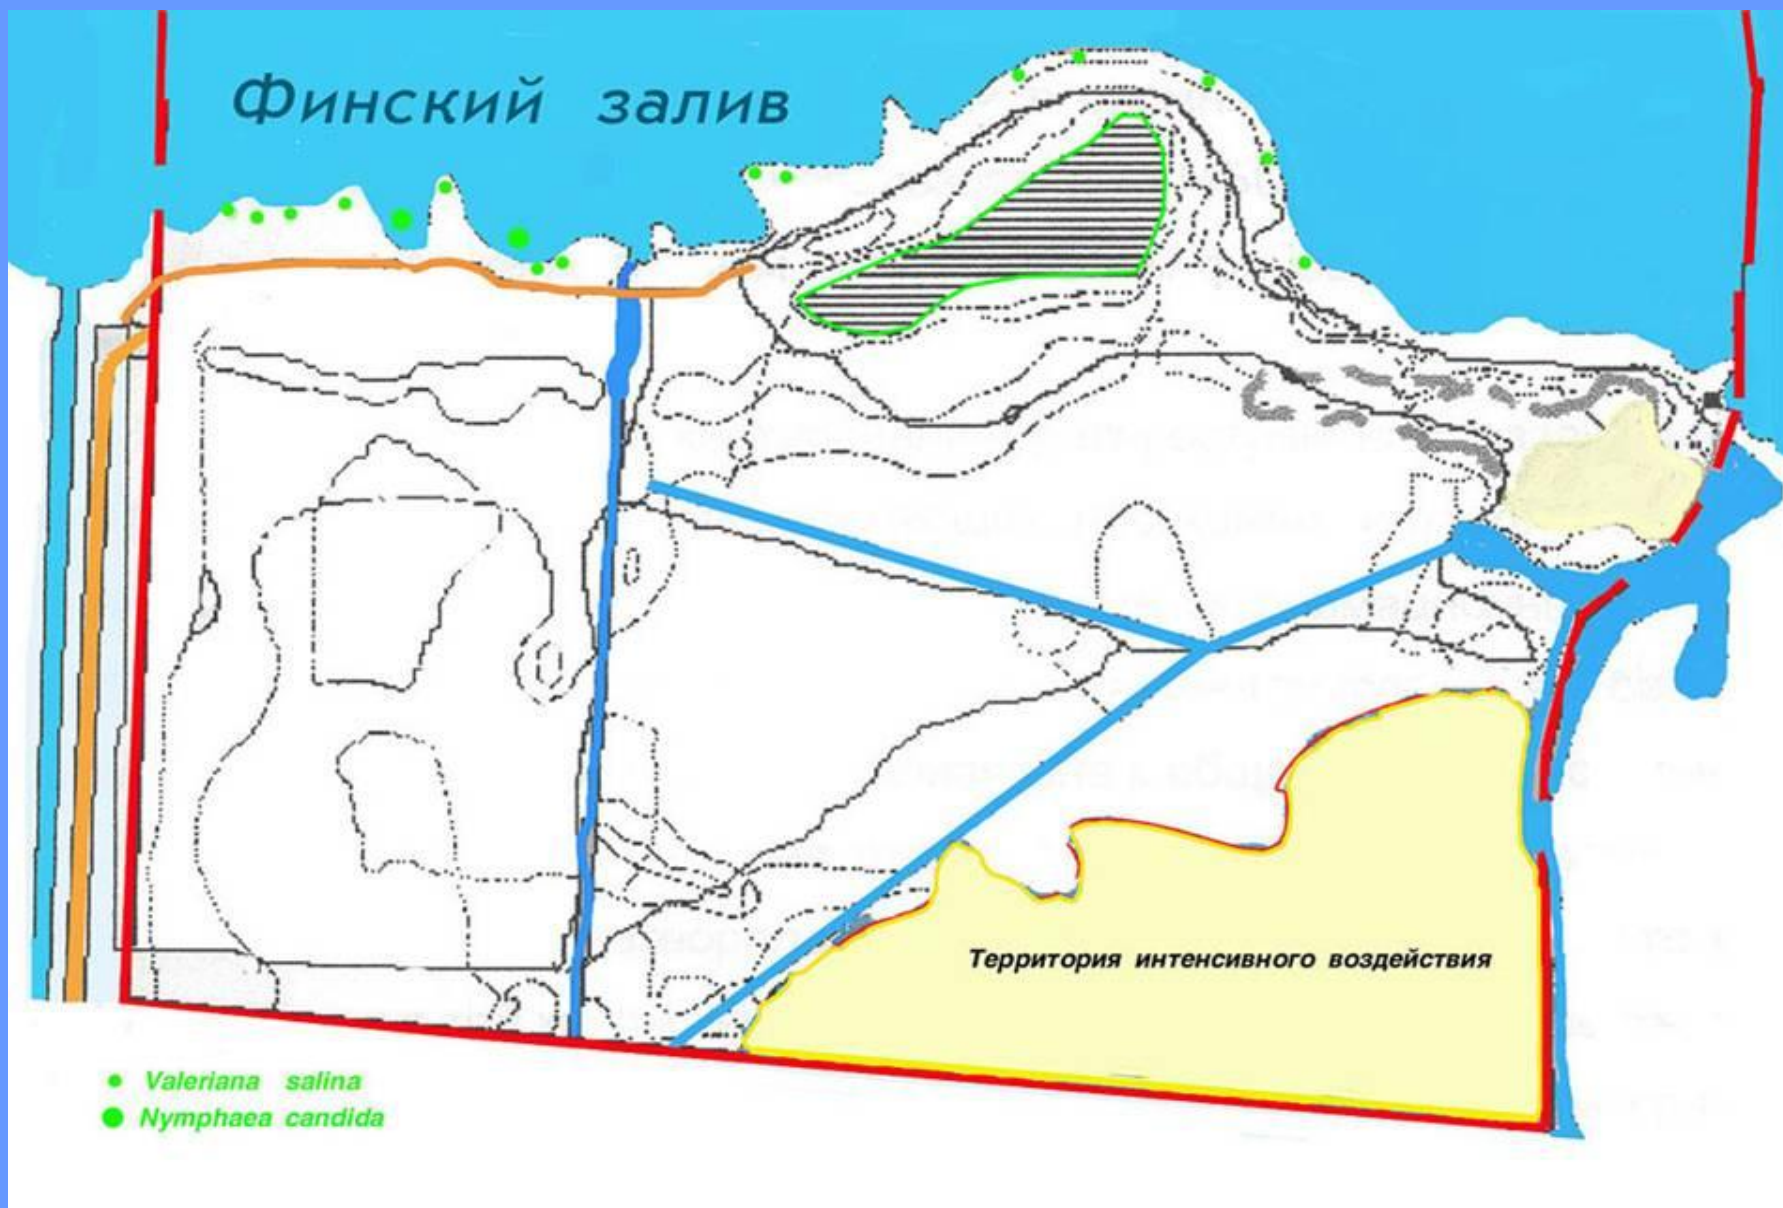 Финский залив
Территория интенсивного воздействия
Valeriana salina
Nymphaea candida